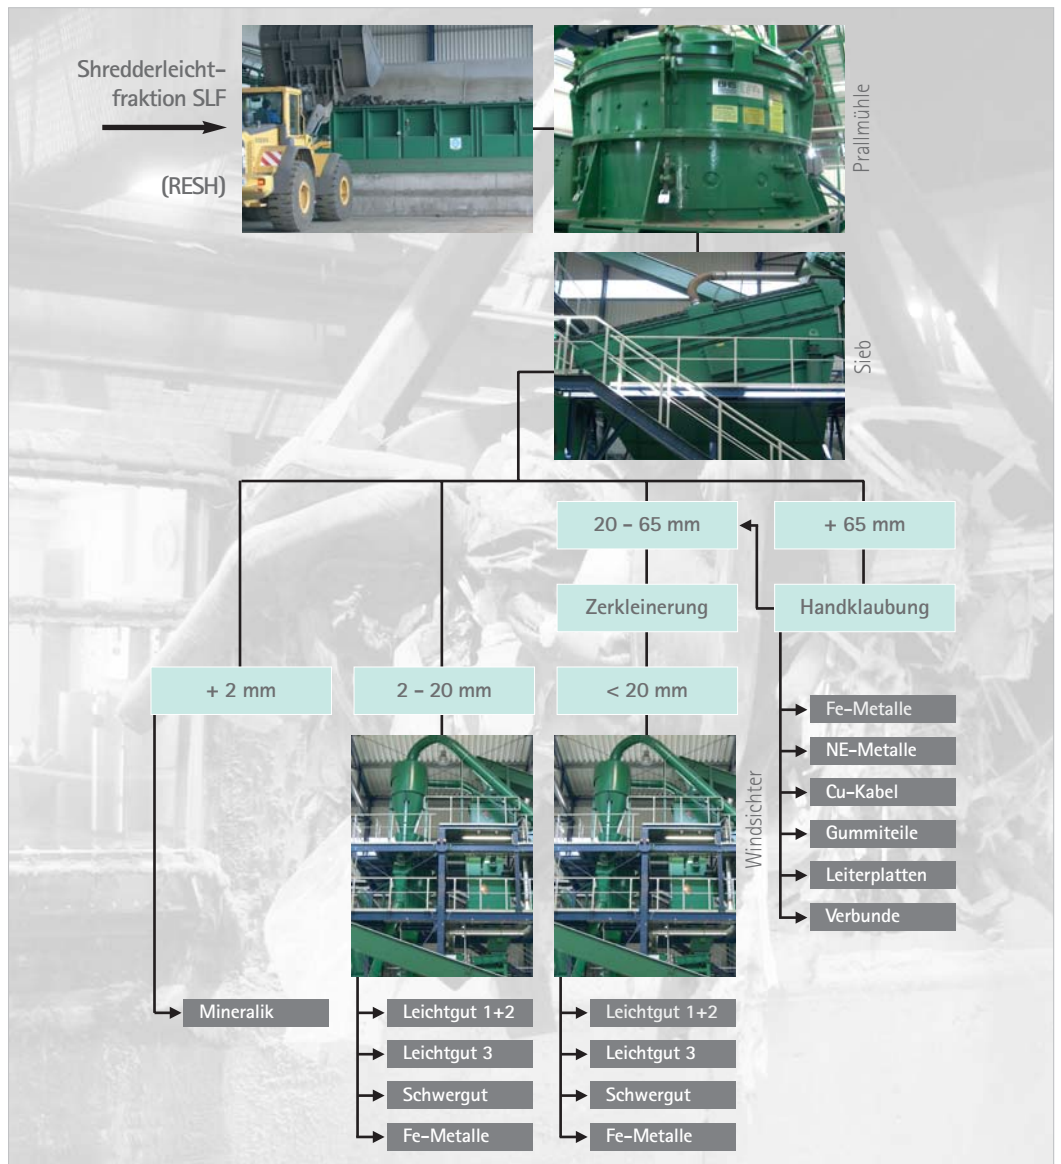 Shredderleicht-
fraktion SLF
(RESH)
Prallmühle
Sieb
20 – 65 mm
+ 65 mm
Zerkleinerung
Handklaubung
+ 2 mm
2 – 20 mm
< 20 mm
Windsichter
Fe-Metalle
NE-Metalle
Cu-Kabel
Gummiteile
Leiterplatten
Verbunde
Mineralik
Leichtgut 1+2
Leichtgut 3
Schwergut
Fe-Metalle
Leichtgut 1+2
Leichtgut 3
Schwergut
Fe-Metalle